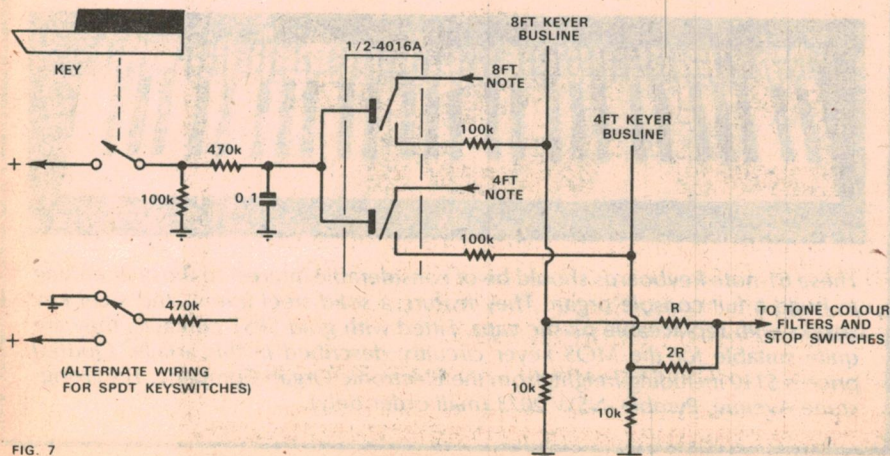 KEY
1/2-4016A
8FT KEYER
BUSLINE
8FT
NOTE
4FT KEYER
BUSLINE
100k
470k
+
100k
0.1
4FT
NOTE
100k
470k
+
(ALTERNATE WIRING
FOR SPDT KEYSWITCHES)
TO TONE COLOUR
FILTERS AND
STOP SWITCHES
2R
10k
10k
FIG. 7